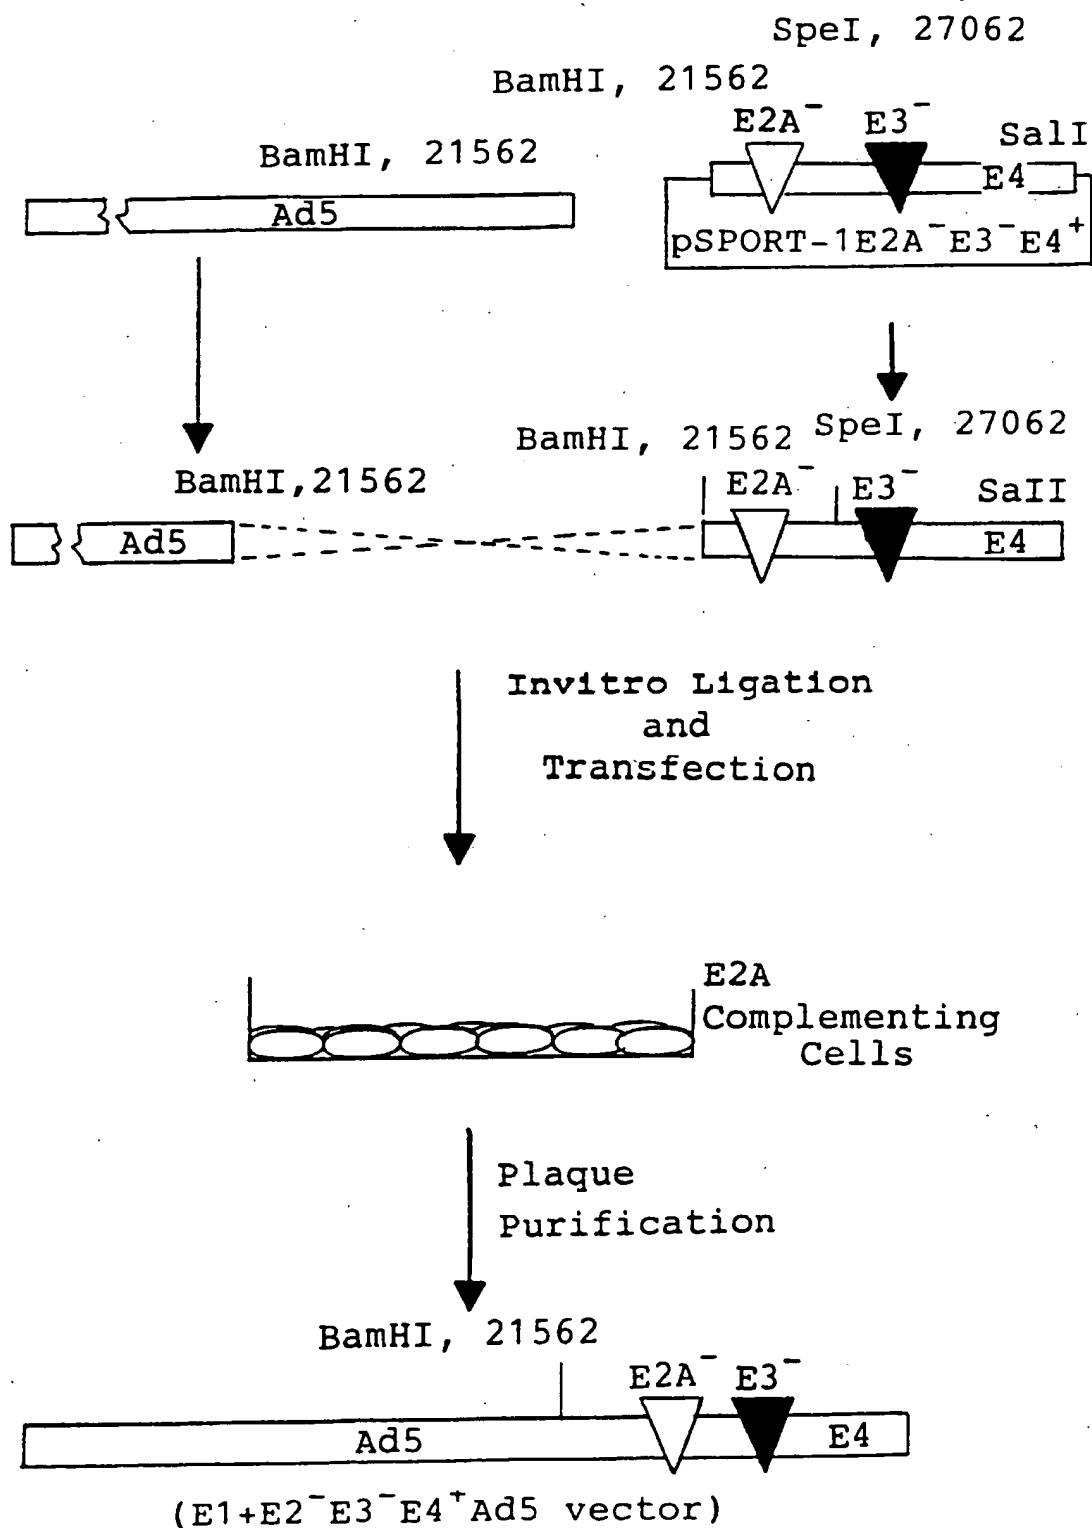 SpeI, 27062
BamHI, 21562
E2A⁻ E3⁻
SalI
BamHI, 21562
E4
Ad5
pSPORT-1E2A⁻E3⁻E4⁺
BamHI, 21562 SpeI, 27062
BamHI,21562
E2A⁻ E3⁻ SaII
Ad5
E4
Invitro Ligation
and
Transfection
E2A
Complementing
Cells
Plaque
Purification
BamHI, 21562
E2A⁻ E3⁻
Ad5 E4
(E1+E2⁻E3⁻E4⁺Ad5 vector)